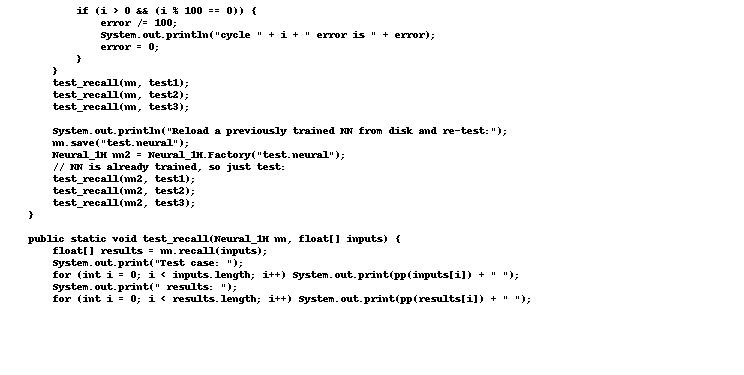 if (i > 0 && (i % 100 == 0)) {
error /= 100;
System.out.println("cycle " + i + " error is " + error);
error = 0;
}
}
test_recall(nn, test1);
test_recall(nn, test2);
test_recall(nn, test3);
System.out.println("Reload a previously trained NN from disk and re-test:");
nn.save("test.neural");
Neural_1H nn2 = Neural_1H.Factory("test.neural");
// NN is already trained, so just test:
test_recall(nn2, test1);
test_recall(nn2, test2);
test_recall(nn2, test3);
}
public static void test_recall(Neural_1H nn, float[] inputs) {
float[] results = nn.recall(inputs);
System.out.print("Test case: ");
for (int i = 0; i < inputs.length; i++) System.out.print(pp(inputs[i]) + " ");
System.out.print(" results: ");
for (int i = 0; i < results.length; i++) System.out.print(pp(results[i]) + " ");